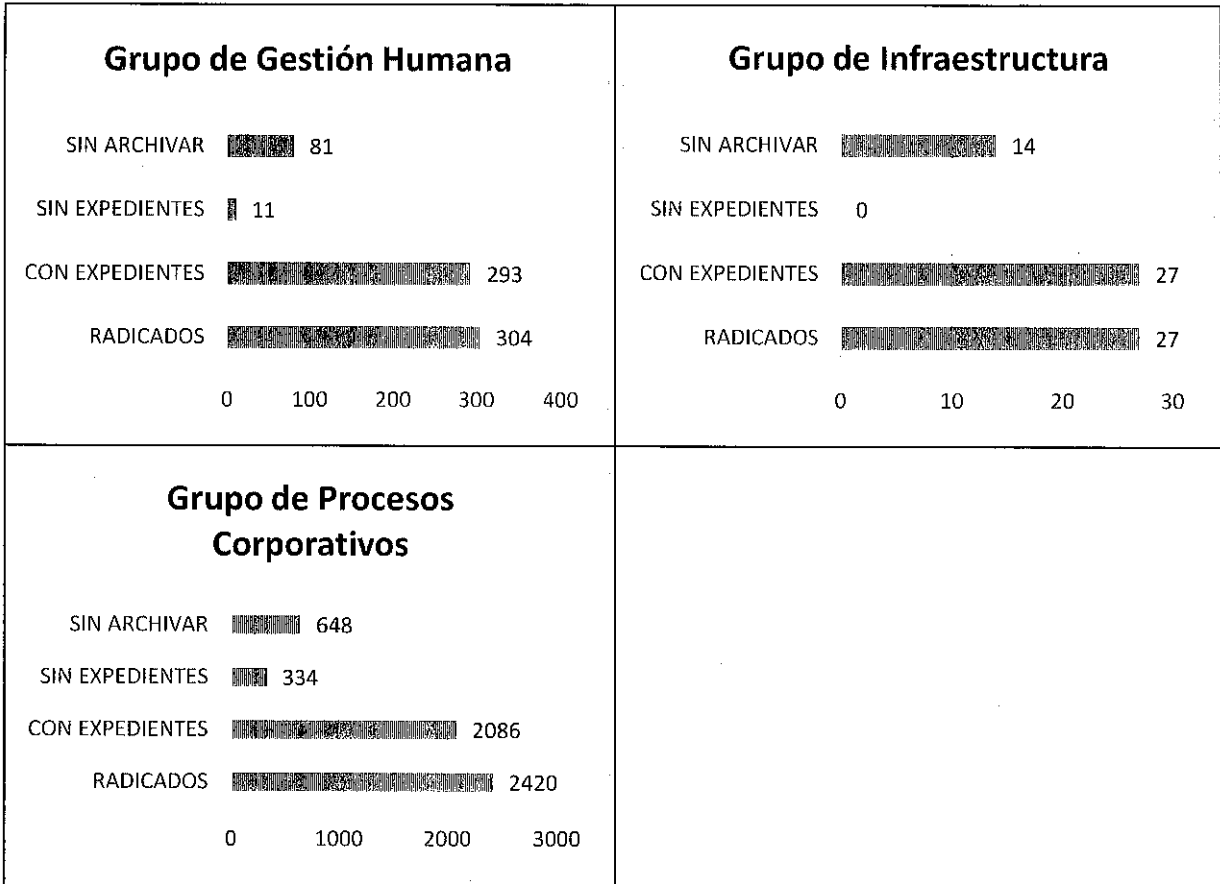 Grupo de Gestión Humana
SIN ARCHIVAR 81
SIN EXPEDIENTES 11
CON EXPEDIENTES 293
RADICADOS 304
0 100 200 300 400
Grupo de Infraestructura
SIN ARCHIVAR 14
SIN EXPEDIENTES 0
CON EXPEDIENTES 27
RADICADOS 27
0 10 20 30
Grupo de Procesos
Corporativos
SIN ARCHIVAR 648
SIN EXPEDIENTES 334
CON EXPEDIENTES 2086
RADICADOS 2420
0 1000 2000 3000